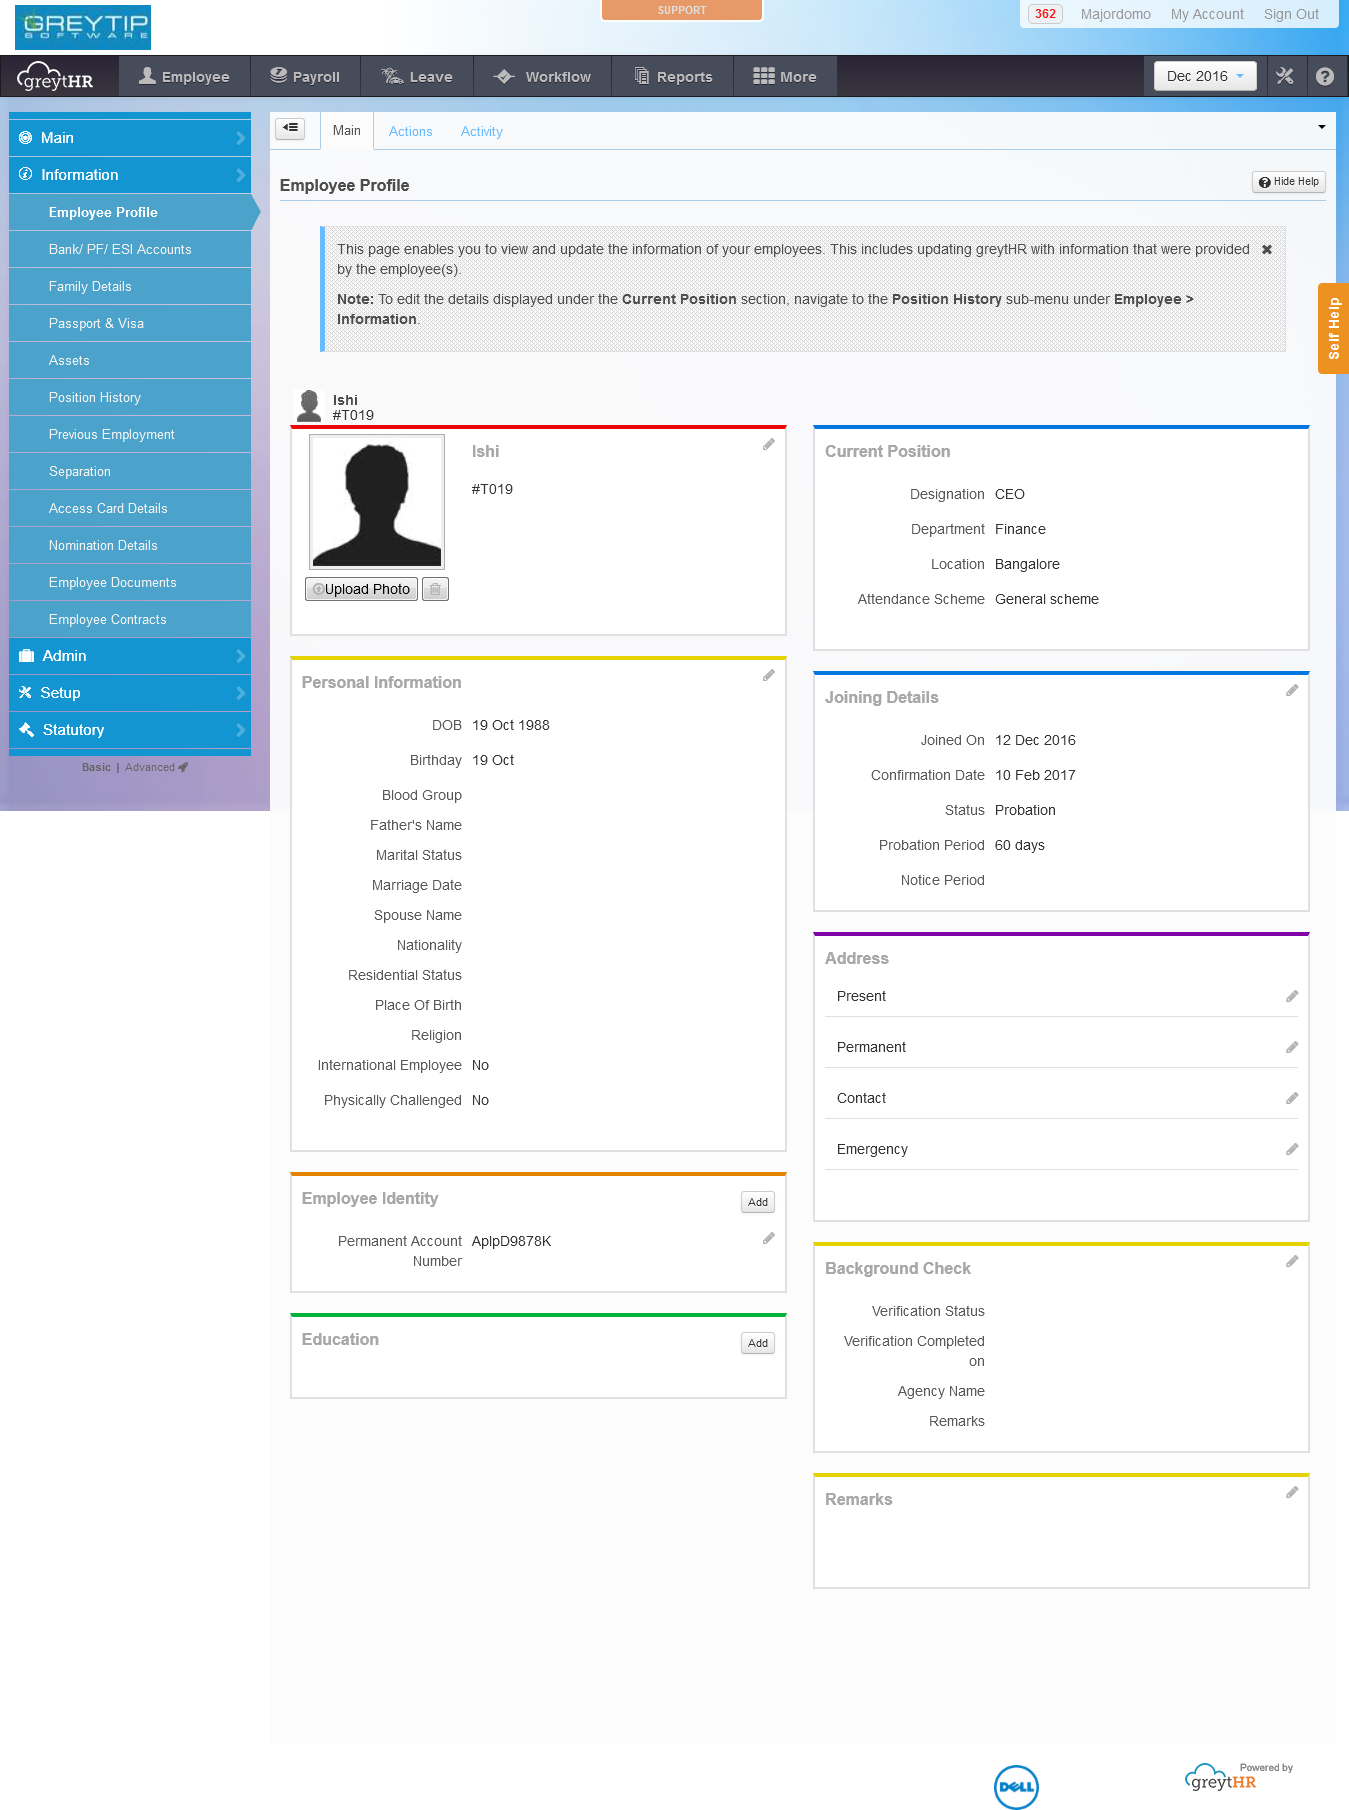 GREYTIP
SOFTWARE
SUPPORT
362 Majordomo My Account Sign Out
greytHR Employee Payroll Leave Workflow Reports More Dec 2016
Main
Information
Employee Profile
Bank/ PF/ ESI Accounts
Family Details
Passport & Visa
Assets
Position History
Previous Employment
Separation
Access Card Details
Nomination Details
Employee Documents
Employee Contracts
Admin
Setup
Statutory
Basic | Advanced
Main Actions Activity
Employee Profile
Hide Help
This page enables you to view and update the information of your employees. This includes updating greytHR with information that were provided
by the employee(s).
Note: To edit the details displayed under the Current Position section, navigate to the Position History sub-menu under Employee >
Information.
Self Help
Ishi
#T019
Ishi
#T019
Upload Photo
Personal Information
DOB 19 Oct 1988
Birthday 19 Oct
Blood Group
Father's Name
Marital Status
Marriage Date
Spouse Name
Nationality
Residential Status
Place Of Birth
Religion
International Employee No
Physically Challenged No
Employee Identity
Add
Permanent Account AplpD9878K
Number
Education
Add
Current Position
Designation CEO
Department Finance
Location Bangalore
Attendance Scheme General scheme
Joining Details
Joined On 12 Dec 2016
Confirmation Date 10 Feb 2017
Status Probation
Probation Period 60 days
Notice Period
Address
Present
Permanent
Contact
Emergency
Background Check
Verification Status
Verification Completed
on
Agency Name
Remarks
Remarks
DELL
Powered by
greytHR